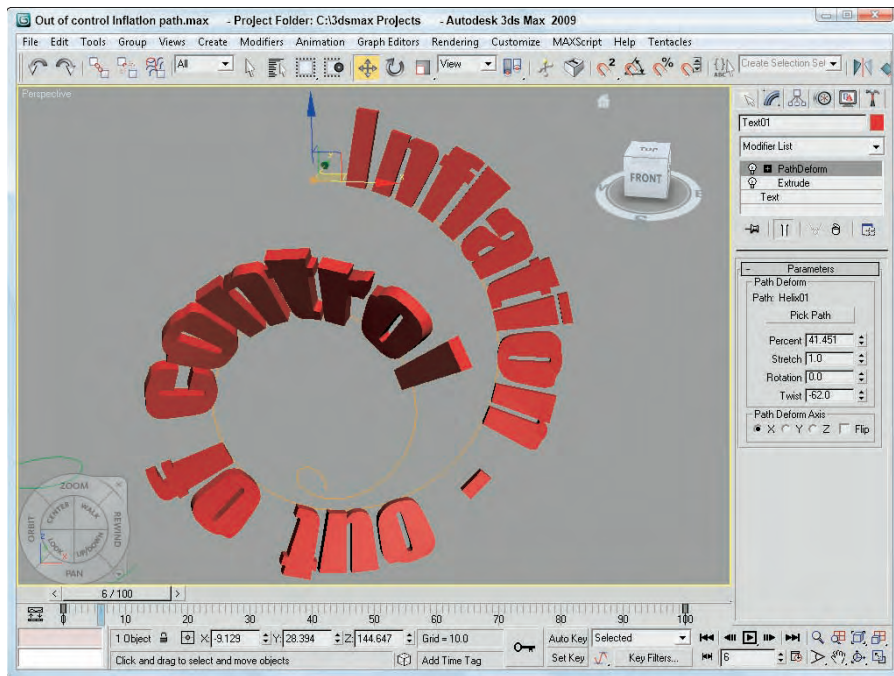 Out of control Inflation path.max - Project Folder: C:\3dsmax Projects - Autodesk 3ds Max 2009
File Edit Tools Group Views Create Modifiers Animation Graph Editors Rendering Customize MAXScript Help Tentacles
All View Create Selection Set
Perspective
Text01
Modifier List
PathDeform
Extrude
Text
TOP
FRONT
E
S
Inflation - out of control
Parameters
Path Deform
Path: Helix01
Pick Path
Percent 41.451
Stretch 1.0
Rotation 0.0
Twist -62.0
Path Deform Axis
X Y Z Flip
ZOOM
CENTER WALK
ORBIT REWIND
LOOK UP/DOWN
PAN
6 / 100
0 10 20 30 40 50 60 70 80 90 100
1 Object X: -9.129 Y: 28.394 Z: 144.647 Grid = 10.0 Auto Key Selected
Click and drag to select and move objects Add Time Tag Set Key Key Filters... 6